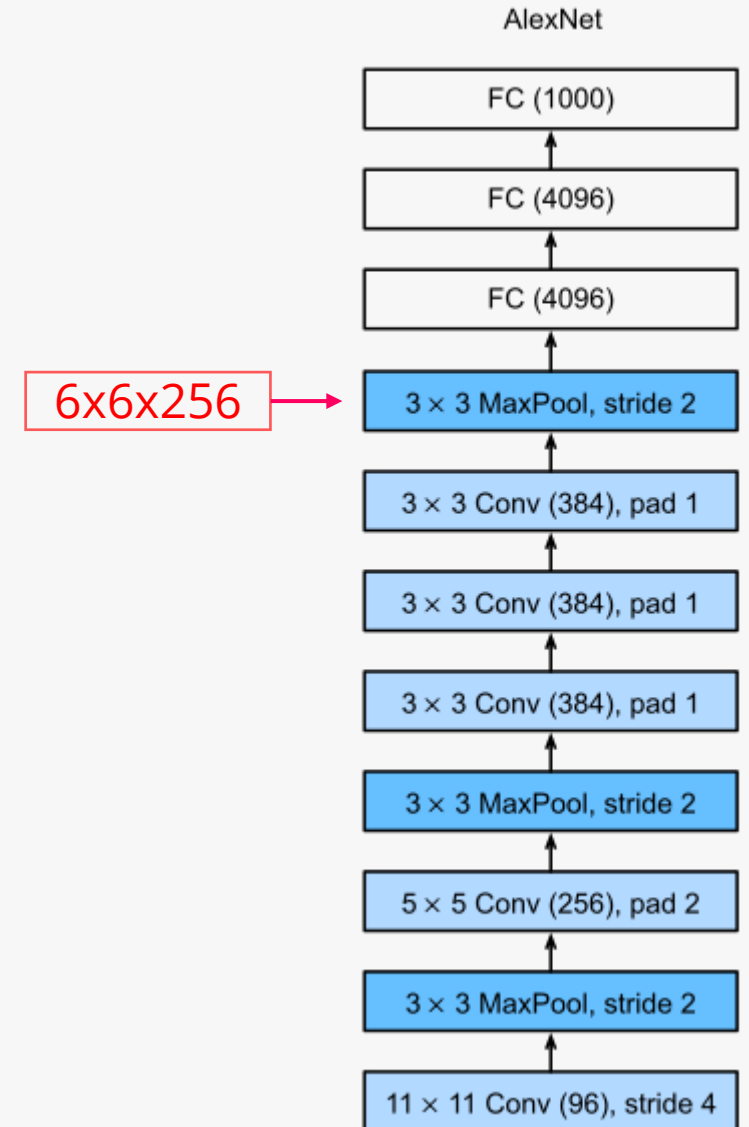 AlexNet
FC (1000)
FC (4096)
FC (4096)
6x6x256
3 × 3 MaxPool, stride 2
3 × 3 Conv (384), pad 1
3 × 3 Conv (384), pad 1
3 × 3 Conv (384), pad 1
3 × 3 MaxPool, stride 2
5 × 5 Conv (256), pad 2
3 × 3 MaxPool, stride 2
11 × 11 Conv (96), stride 4